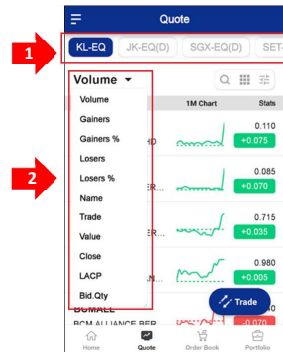 Quote
1
KL-EQ JK-EQ(D) SGX-EQ(D) SET-
Volume
Volume
1M Chart Stats
Gainers
0.110
Gainers %
+0.075
Losers
0.085
2
Losers %
ER... +0.070
Name
Trade
0.715
Value
ER... +0.035
Close
0.980
LACP
N... +0.005
Bid.Qty
Trade
BCM ALLIANCE BER -0.070
Home Quote Order Book Portfolio